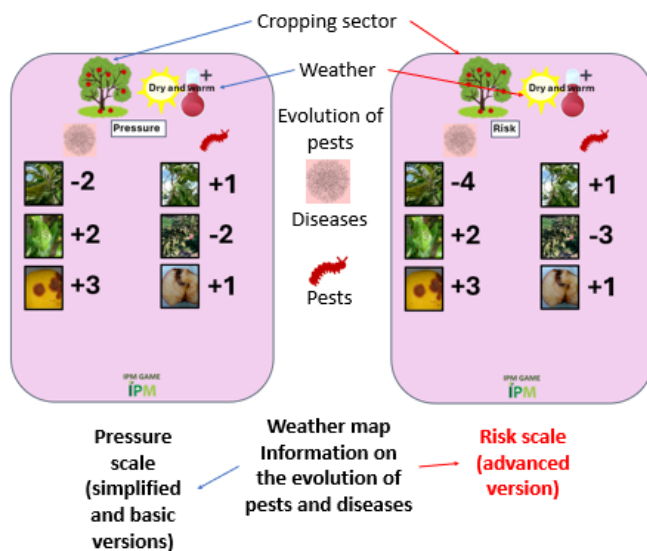 Cropping sector
Weather
+
Dry and warm
Pressure
-2
+1
+2
-2
+3
+1
IPM GAME
IPM
Evolution of
pests
Diseases
Pests
+
Dry and warm
Risk
-4
+1
+2
-3
+3
+1
IPM GAME
IPM
Pressure
scale
(simplified
and basic
versions)
Weather map
Information on
the evolution of
pests and diseases
Risk scale
(advanced
version)